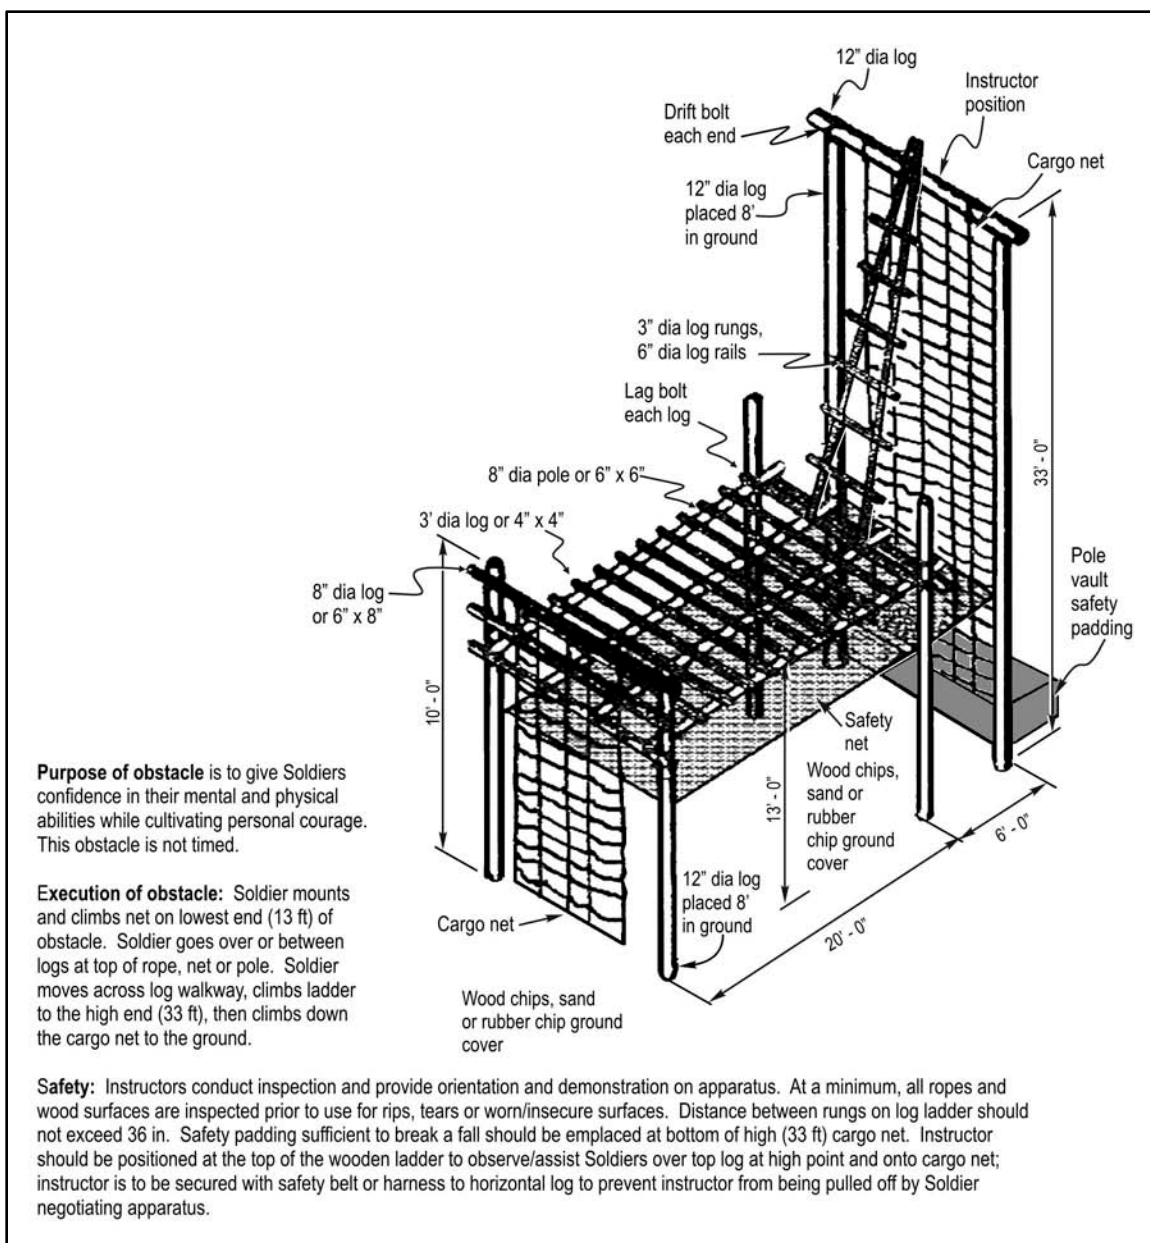 12” dia log
Instructor
position
Drift bolt
each end
Cargo net
12” dia log
placed 8’
in ground
3” dia log rungs,
6” dia log rails
Lag bolt
each log
33’ - 0”
8” dia pole or 6” x 6”
3’ dia log or 4” x 4”
8” dia log
or 6” x 8”
Pole
vault
safety
padding
10’ - 0”
Safety
net
13’ - 0”
Wood chips,
sand or
rubber
chip ground
cover
6’ - 0”
20’ - 0”
12” dia log
placed 8’
in ground
Cargo net
Wood chips, sand
or rubber chip ground
cover
Purpose of obstacle is to give Soldiers
confidence in their mental and physical
abilities while cultivating personal courage.
This obstacle is not timed.
Execution of obstacle: Soldier mounts
and climbs net on lowest end (13 ft) of
obstacle. Soldier goes over or between
logs at top of rope, net or pole. Soldier
moves across log walkway, climbs ladder
to the high end (33 ft), then climbs down
the cargo net to the ground.
Safety: Instructors conduct inspection and provide orientation and demonstration on apparatus. At a minimum, all ropes and
wood surfaces are inspected prior to use for rips, tears or worn/insecure surfaces. Distance between rungs on log ladder should
not exceed 36 in. Safety padding sufficient to break a fall should be emplaced at bottom of high (33 ft) cargo net. Instructor
should be positioned at the top of the wooden ladder to observe/assist Soldiers over top log at high point and onto cargo net;
instructor is to be secured with safety belt or harness to horizontal log to prevent instructor from being pulled off by Soldier
negotiating apparatus.